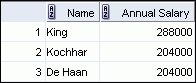 Name Annual Salary
1 King 288000
2 Kochhar 204000
3 De Haan 204000